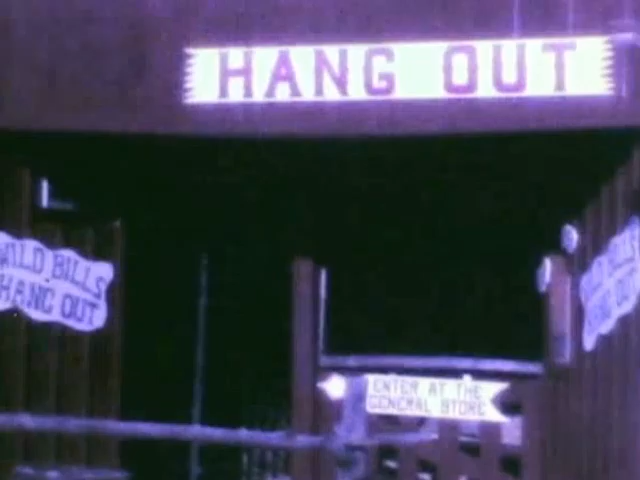 HANG OUT
WILD BILLS
HANG OUT
WILD BILLS
HANG OUT
ENTER AT THE
GENERAL STORE